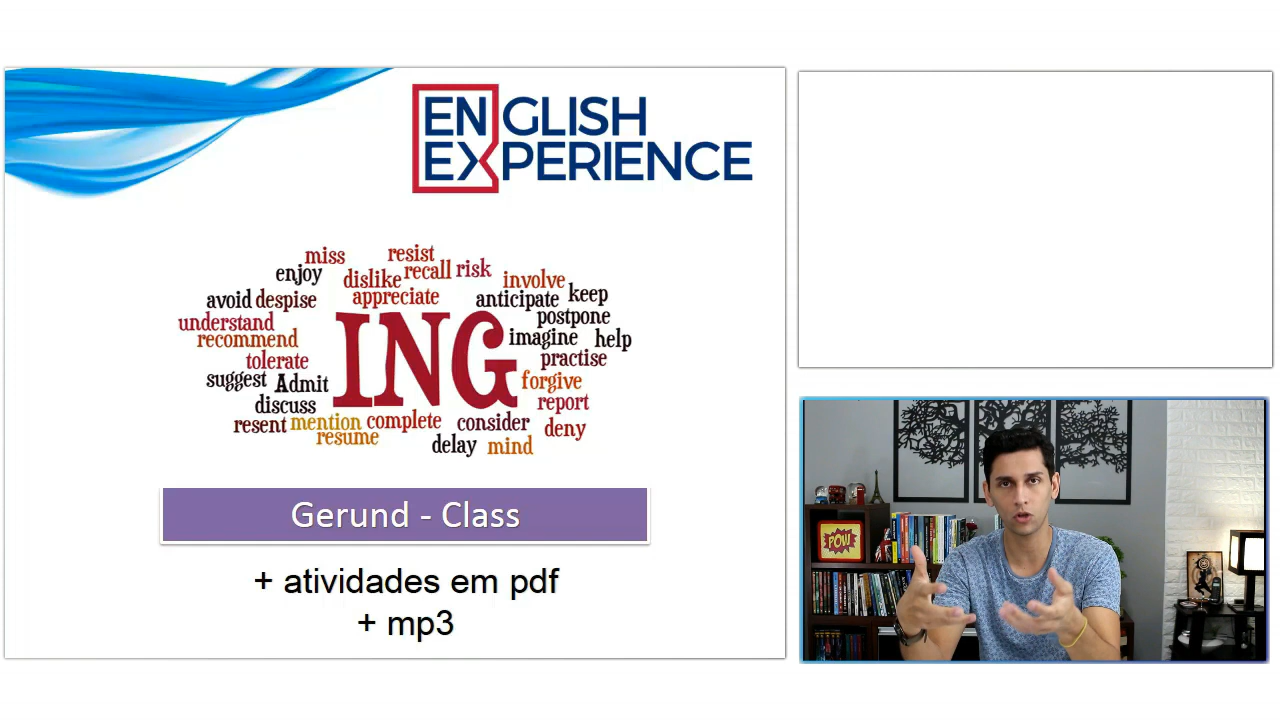 ENGLISH
EXPERIENCE
miss resist
enjoy dislike recall risk involve
avoid despise appreciate anticipate keep
understand postpone
recommend imagine help
tolerate practise
suggest Admit forgive
discuss report
resent mention complete consider deny
resume delay mind
ING
Gerund - Class
+ atividades em pdf
+ mp3
POW!